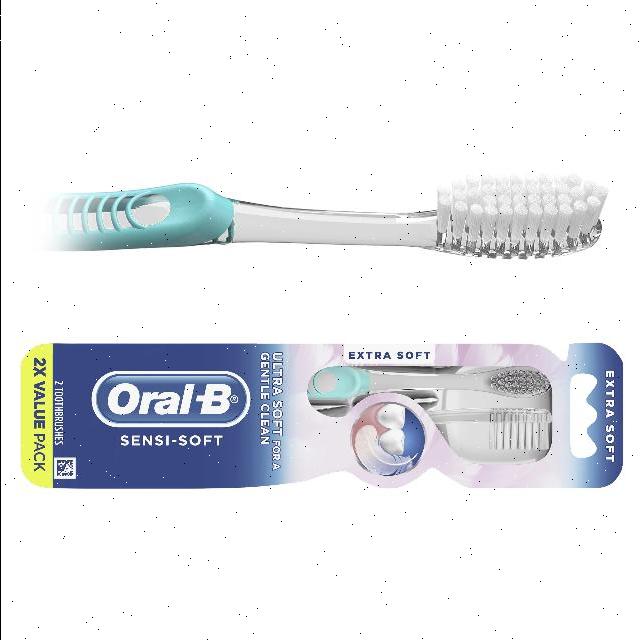 EXTRA SOFT
2X VALUE PACK
2 TOOTHBRUSHES
Oral-B®
SENSI-SOFT
ULTRA SOFT FOR A
GENTLE CLEAN
EXTRA SOFT